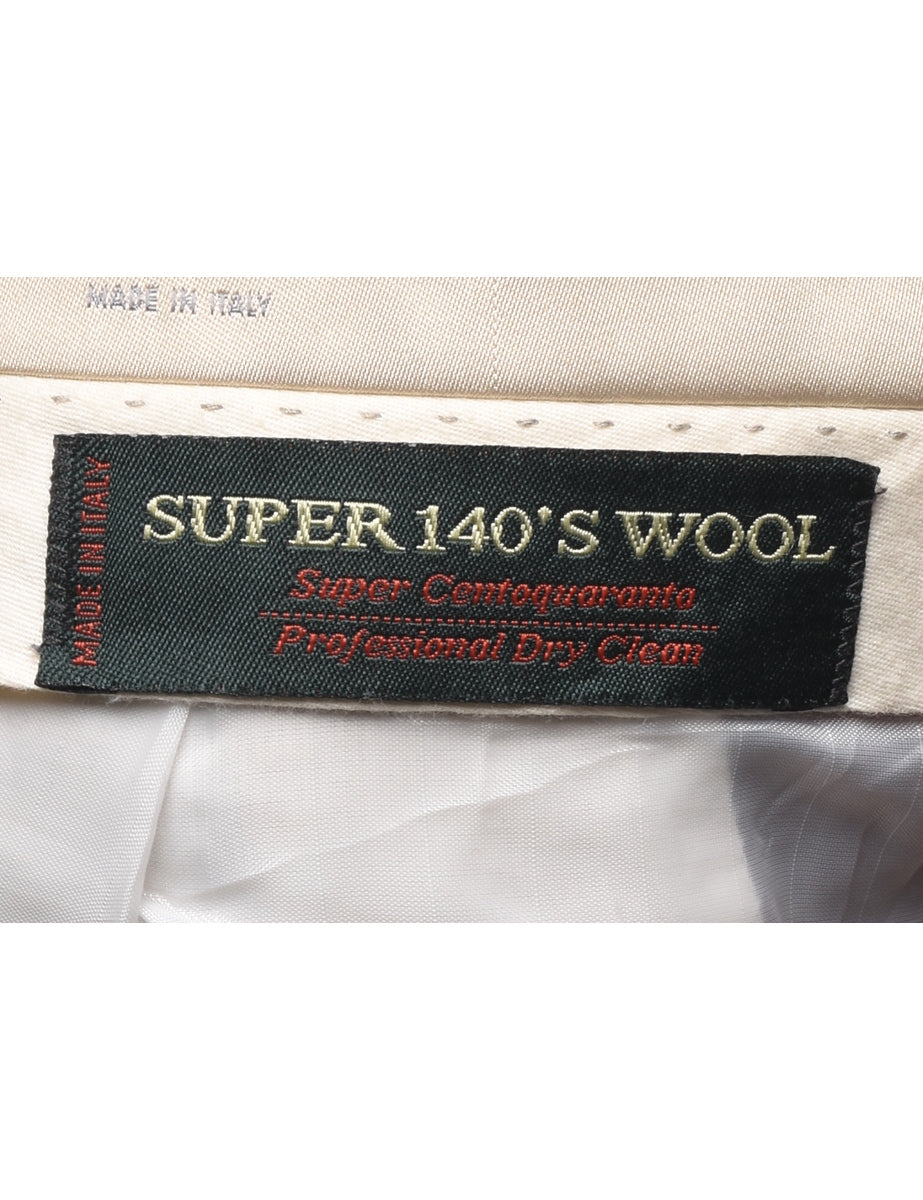 MADE IN ITALY
MADE IN ITALY
SUPER 140'S WOOL
Super Centoquaranta
Professional Dry Clean